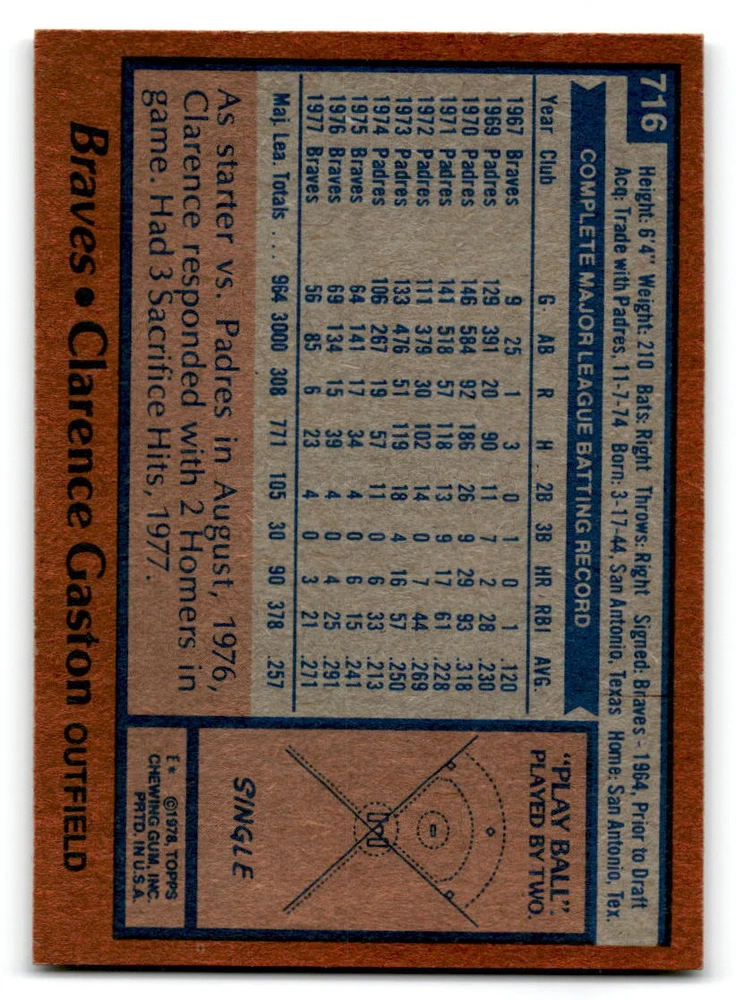 716
Height: 6'4" Weight: 210 Bats: Right Throws: Right Signed: Braves - 1964, Prior to Draft
Acq: Trade with Padres, 11-7-74 Born: 3-17-44, San Antonio, Texas Home: San Antonio, Tex.
COMPLETE MAJOR LEAGUE BATTING RECORD
Year Club G AB R H 2B 3B HR RBI AVG.
1967 Braves 9 25 1 3 0 1 0 1 .120
1969 Padres 129 391 20 90 11 7 2 28 .230
1970 Padres 146 584 92 186 26 9 29 93 .318
1971 Padres 141 518 57 118 13 9 17 61 .228
1972 Padres 111 379 30 102 14 0 7 44 .269
1973 Padres 133 476 51 119 18 4 16 57 .250
1974 Padres 106 267 19 57 11 0 6 33 .213
1975 Braves 64 141 17 34 4 0 6 15 .241
1976 Braves 69 134 15 39 4 0 4 25 .291
1977 Braves 56 85 6 23 4 0 3 21 .271
Maj. Lea. Totals .... 964 3000 308 771 105 30 90 378 .257
As starter vs. Padres in August, 1976,
Clarence responded with 2 Homers in
game. Had 3 Sacrifice Hits, 1977.
"PLAY BALL"
PLAYED BY TWO.
SINGLE
E* ©1978, TOPPS
CHEWING GUM, INC.
PRTD. IN U.S.A.
Braves • Clarence Gaston OUTFIELD